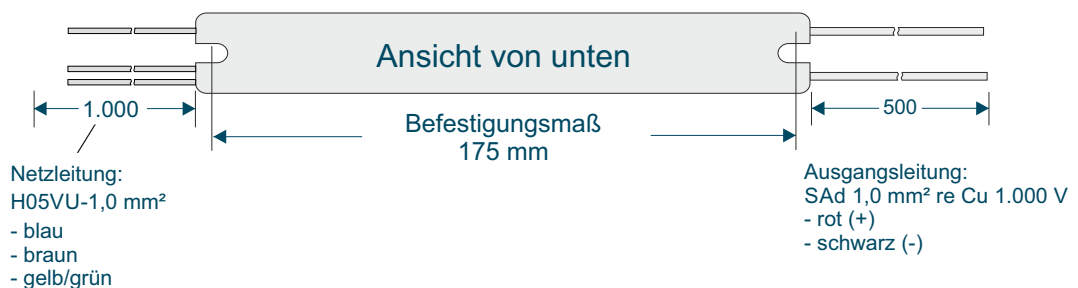 Ansicht von unten
1.000
500
Befestigungsmaß
175 mm
Netzleitung:
H05VU-1,0 mm²
- blau
- braun
- gelb/grün
Ausgangsleitung:
SAd 1,0 mm² re Cu 1.000 V
- rot (+)
- schwarz (-)